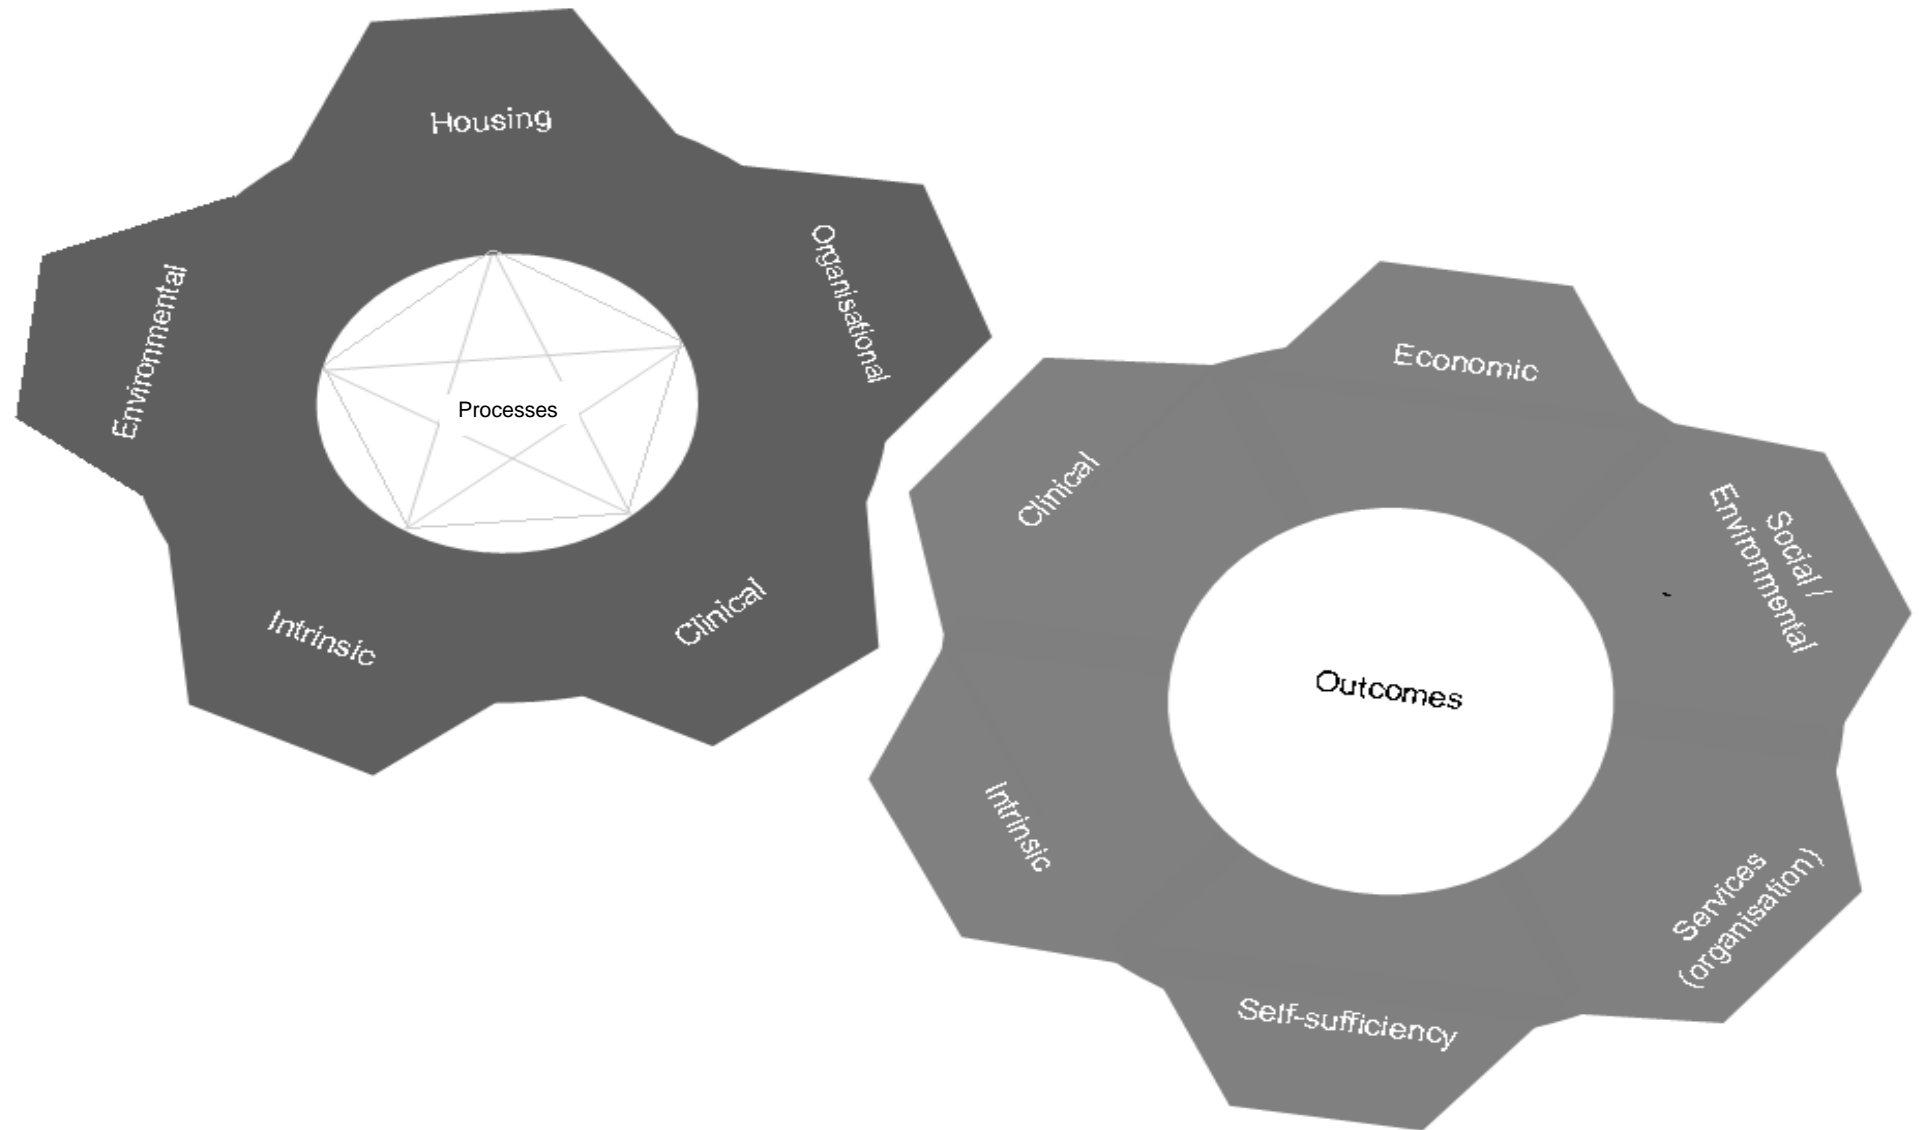 Housing
Organisational
Environmental
Processes
Intrinsic
Clinical
Economic
Clinical
Social /
Environmental
Outcomes
Intrinsic
Services
(organisation)
Self-sufficiency